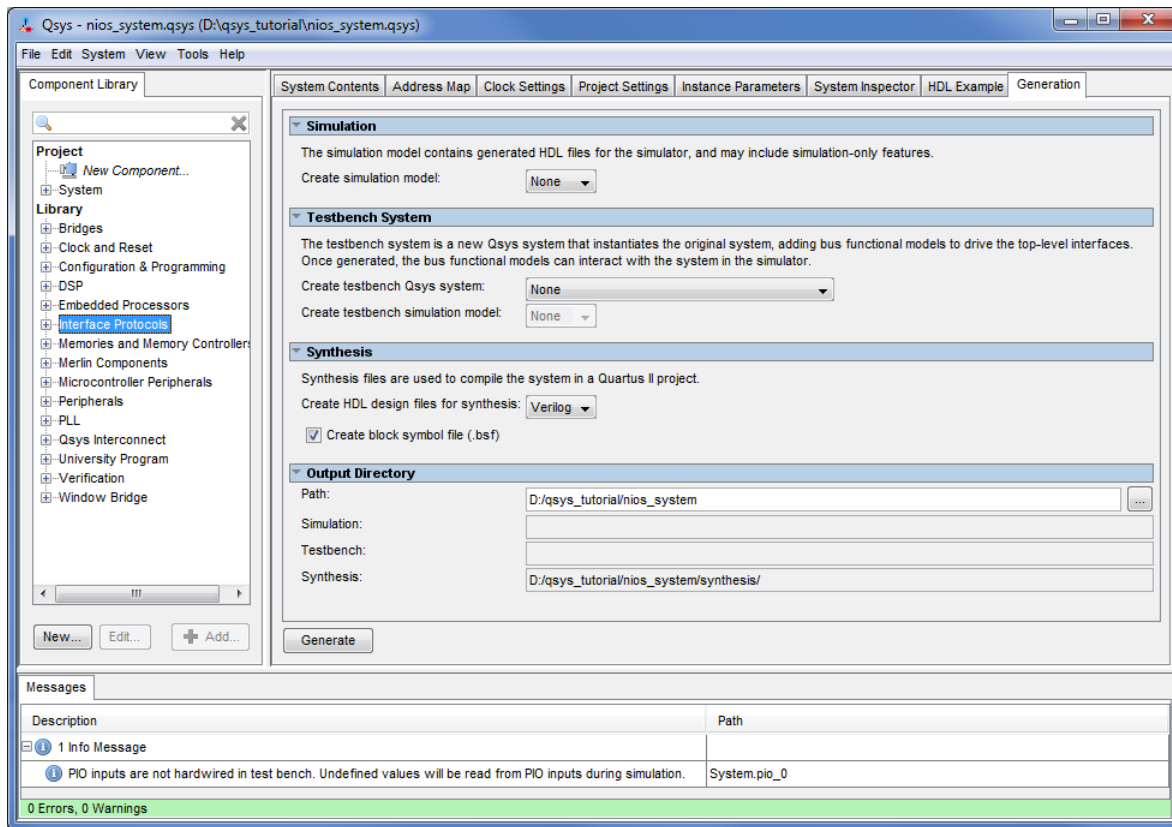 Qsys - nios_system.qsys (D:\qsys_tutorial\nios_system.qsys)
File Edit System View Tools Help
Component Library
Project
New Component...
System
Library
Bridges
Clock and Reset
Configuration & Programming
DSP
Embedded Processors
Interface Protocols
Memories and Memory Controllers
Merlin Components
Microcontroller Peripherals
Peripherals
PLL
Qsys Interconnect
University Program
Verification
Window Bridge
New... Edit... Add...
System Contents Address Map Clock Settings Project Settings Instance Parameters System Inspector HDL Example Generation
Simulation
The simulation model contains generated HDL files for the simulator, and may include simulation-only features.
Create simulation model: None
Testbench System
The testbench system is a new Qsys system that instantiates the original system, adding bus functional models to drive the top-level interfaces.
Once generated, the bus functional models can interact with the system in the simulator.
Create testbench Qsys system: None
Create testbench simulation model: None
Synthesis
Synthesis files are used to compile the system in a Quartus II project.
Create HDL design files for synthesis: Verilog
Create block symbol file (.bsf)
Output Directory
Path: D:/qsys_tutorial/nios_system ...
Simulation:
Testbench:
Synthesis: D:/qsys_tutorial/nios_system/synthesis/
Generate
Messages
Description Path
1 Info Message
PIO inputs are not hardwired in test bench. Undefined values will be read from PIO inputs during simulation. System.pio_0
0 Errors, 0 Warnings